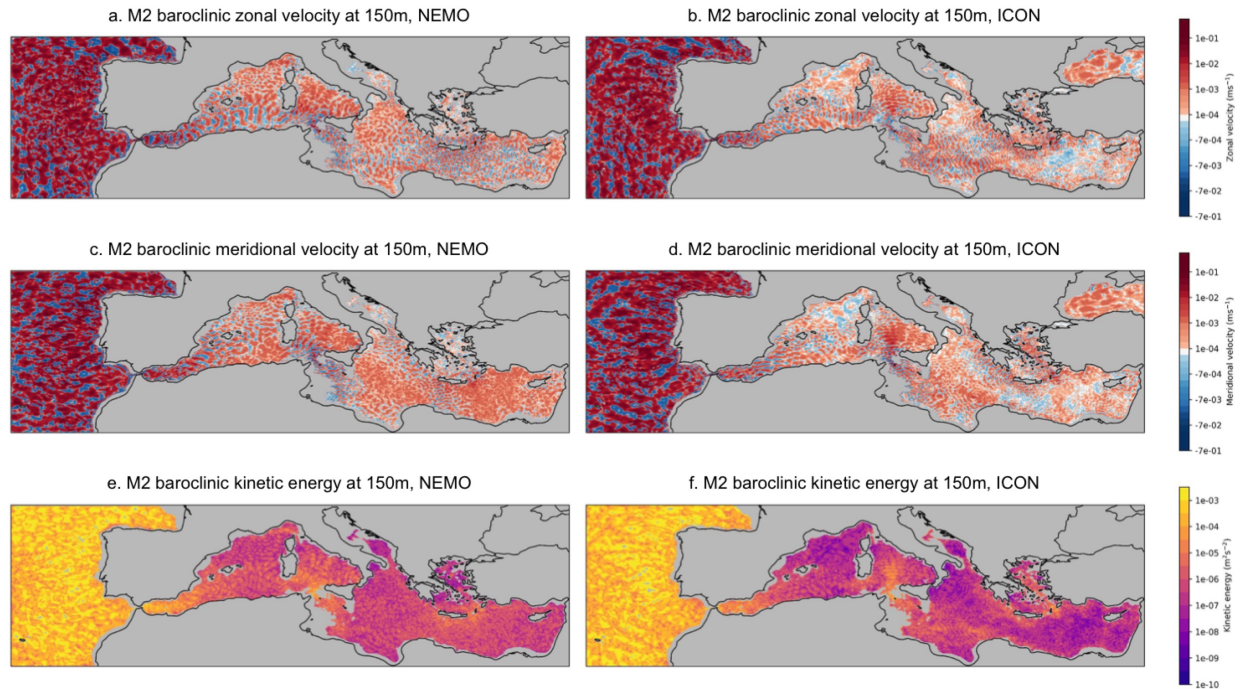 a. M2 baroclinic zonal velocity at 150m, NEMO
b. M2 baroclinic zonal velocity at 150m, ICON
1e-01
1e-02
1e-03
1e-04
-7e-04
-7e-03
-7e-02
-7e-01
Zonal velocity (ms⁻¹)
c. M2 baroclinic meridional velocity at 150m, NEMO
d. M2 baroclinic meridional velocity at 150m, ICON
1e-01
1e-02
1e-03
1e-04
-7e-04
-7e-03
-7e-02
-7e-01
Meridional velocity (ms⁻¹)
e. M2 baroclinic kinetic energy at 150m, NEMO
f. M2 baroclinic kinetic energy at 150m, ICON
1e-03
1e-04
1e-05
1e-06
1e-07
1e-08
1e-09
1e-10
Kinetic energy (m²s⁻²)